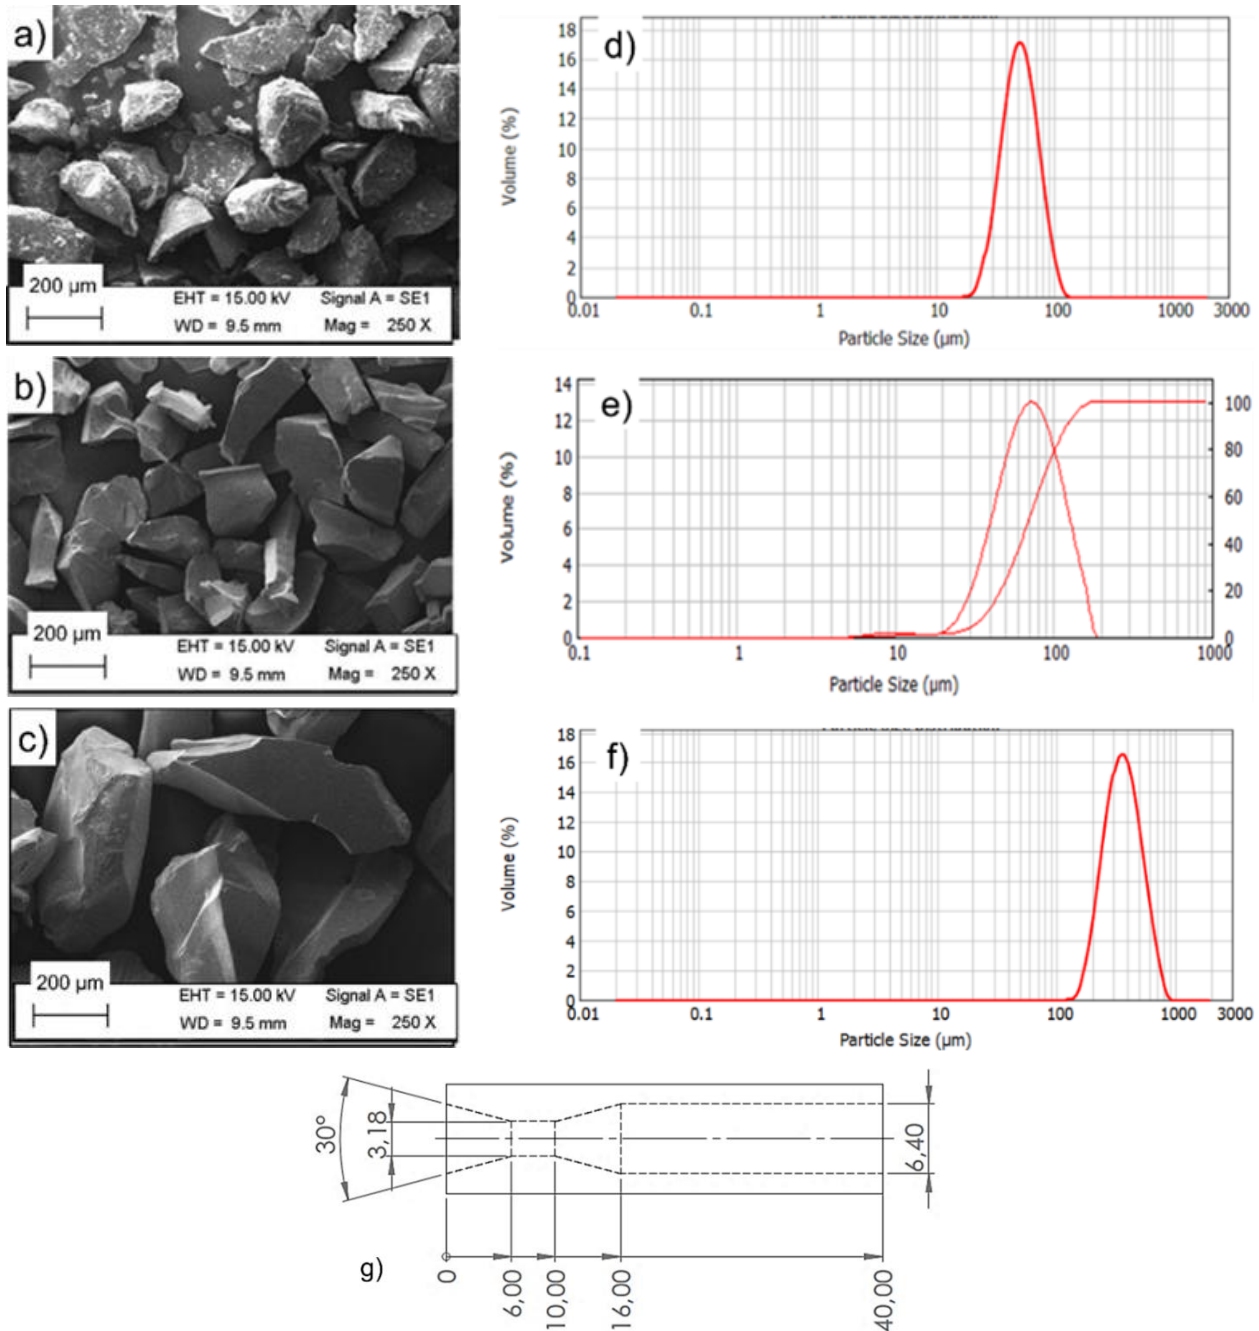 a)
200 µm
EHT = 15.00 kV Signal A = SE1
WD = 9.5 mm Mag = 250 X
d)
18
16
14
12
10
8
6
4
2
0
Volume (%)
0.01 0.1 1 10 100 1000 3000
Particle Size (µm)
b)
200 µm
EHT = 15.00 kV Signal A = SE1
WD = 9.5 mm Mag = 250 X
e)
14
12
10
8
6
4
2
0
Volume (%)
100
80
60
40
20
0
0.1 1 10 100 1000
Particle Size (µm)
c)
200 µm
EHT = 15.00 kV Signal A = SE1
WD = 9.5 mm Mag = 250 X
f)
18
16
14
12
10
8
6
4
2
0
Volume (%)
0.01 0.1 1 10 100 1000 3000
Particle Size (µm)
30°
3,18
6,40
g)
0
6,00
10,00
16,00
40,00